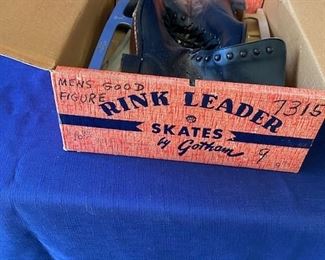 MENS GOOD
FIGURE
RINK LEADER
7315
SKATES
by Gotham
9